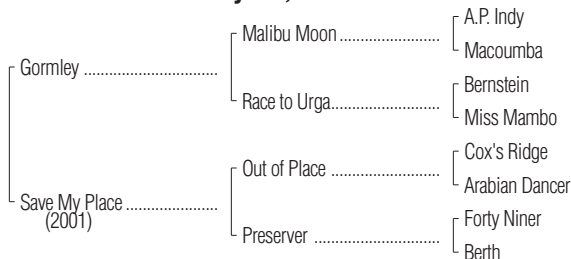 A.P. Indy
Malibu Moon
Macoumba
Gormley
Bernstein
Race to Urga
Miss Mambo
Cox's Ridge
Out of Place
Arabian Dancer
Save My Place
(2001)
Forty Niner
Preserver
Berth